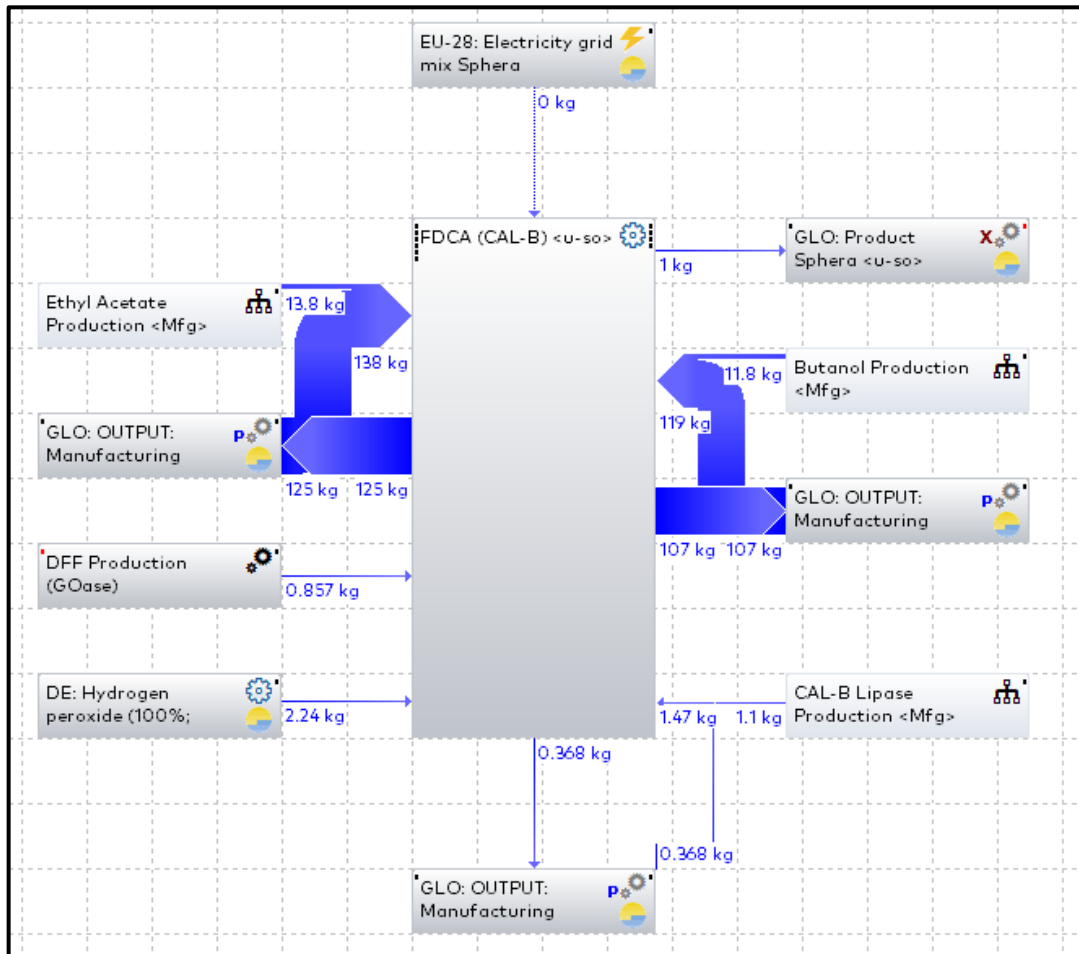 EU-28: Electricity grid
mix Sphera
0 kg
FDCA (CAL-B) <u-so>
1 kg
GLO: Product
Sphera <u-so>
X
Ethyl Acetate
Production <Mfg>
13.8 kg
138 kg
11.8 kg
Butanol Production
<Mfg>
119 kg
GLO: OUTPUT:
Manufacturing
p
125 kg
125 kg
107 kg
107 kg
GLO: OUTPUT:
Manufacturing
p
DFF Production
(GOase)
0.857 kg
DE: Hydrogen
peroxide (100%;
2.24 kg
1.47 kg
1.1 kg
CAL-B Lipase
Production <Mfg>
0.368 kg
0.368 kg
GLO: OUTPUT:
Manufacturing
p